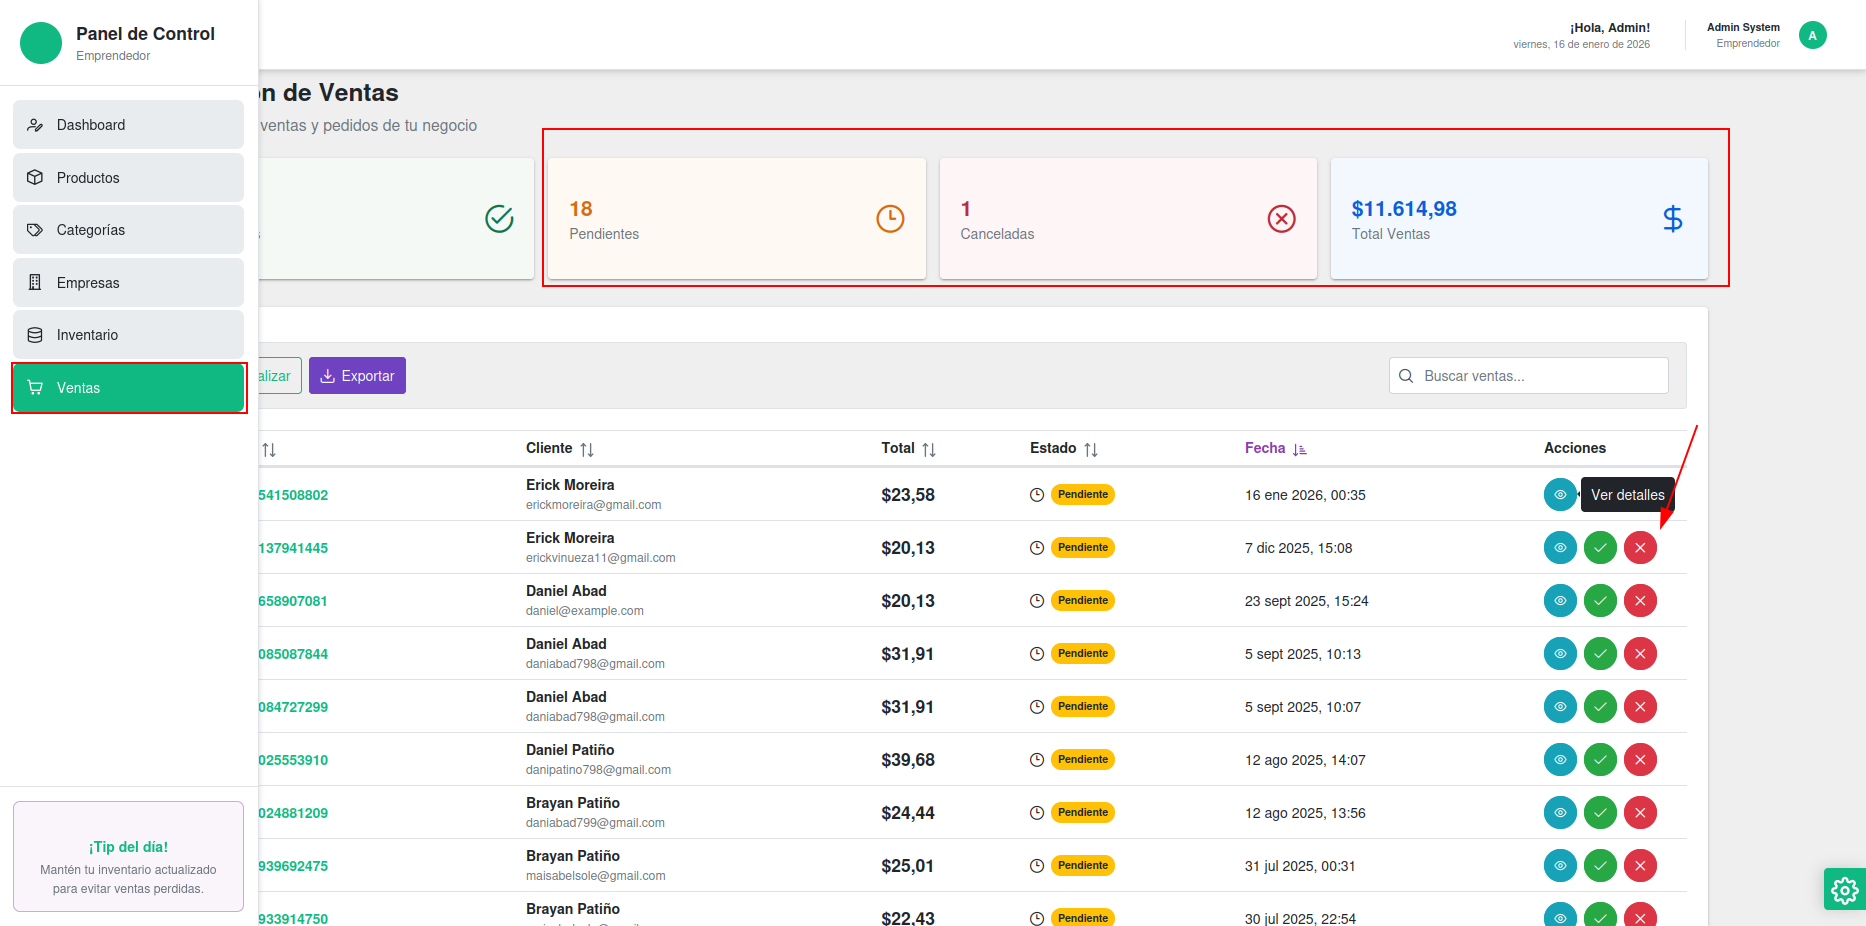 Panel de Control
Emprendedor
¡Hola, Admin!
viernes, 16 de enero de 2026
Admin System
Emprendedor
A
Dashboard
Productos
Categorías
Empresas
Inventario
Ventas
¡Tip del día!
Mantén tu inventario actualizado
para evitar ventas perdidas.
ón de Ventas
ventas y pedidos de tu negocio
s
18
Pendientes
1
Canceladas
$11.614,98
Total Ventas
alizar
Exportar
Buscar ventas...
Cliente Total Estado Fecha Acciones
541508802 Erick Moreira $23,58 Pendiente 16 ene 2026, 00:35 Ver detalles
erickmoreira@gmail.com
137941445 Erick Moreira $20,13 Pendiente 7 dic 2025, 15:08
erickvinueza11@gmail.com
658907081 Daniel Abad $20,13 Pendiente 23 sept 2025, 15:24
daniel@example.com
085087844 Daniel Abad $31,91 Pendiente 5 sept 2025, 10:13
daniabad798@gmail.com
084727299 Daniel Abad $31,91 Pendiente 5 sept 2025, 10:07
daniabad798@gmail.com
025553910 Daniel Patiño $39,68 Pendiente 12 ago 2025, 14:07
danipatino798@gmail.com
024881209 Brayan Patiño $24,44 Pendiente 12 ago 2025, 13:56
daniabad799@gmail.com
939692475 Brayan Patiño $25,01 Pendiente 31 jul 2025, 00:31
maisabelsole@gmail.com
933914750 Brayan Patiño $22,43 Pendiente 30 jul 2025, 22:54